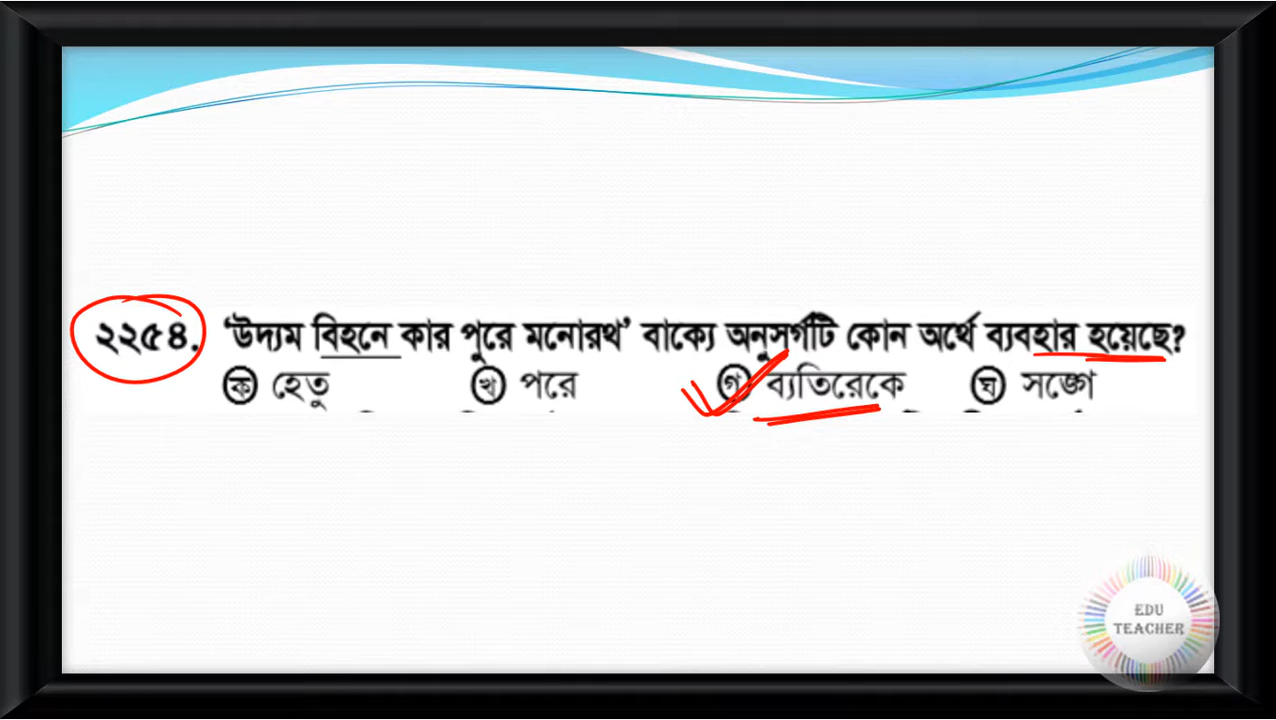 ২২৫৪. ‘উদ্যম বিহনে কার পুরে মনোরথ’ বাক্যে অনুসর্গটি কোন অর্থে ব্যবহার হয়েছে?
ক হেতু খ পরে গ ব্যতিরেকে ঘ সঙ্গে
EDU
TEACHER